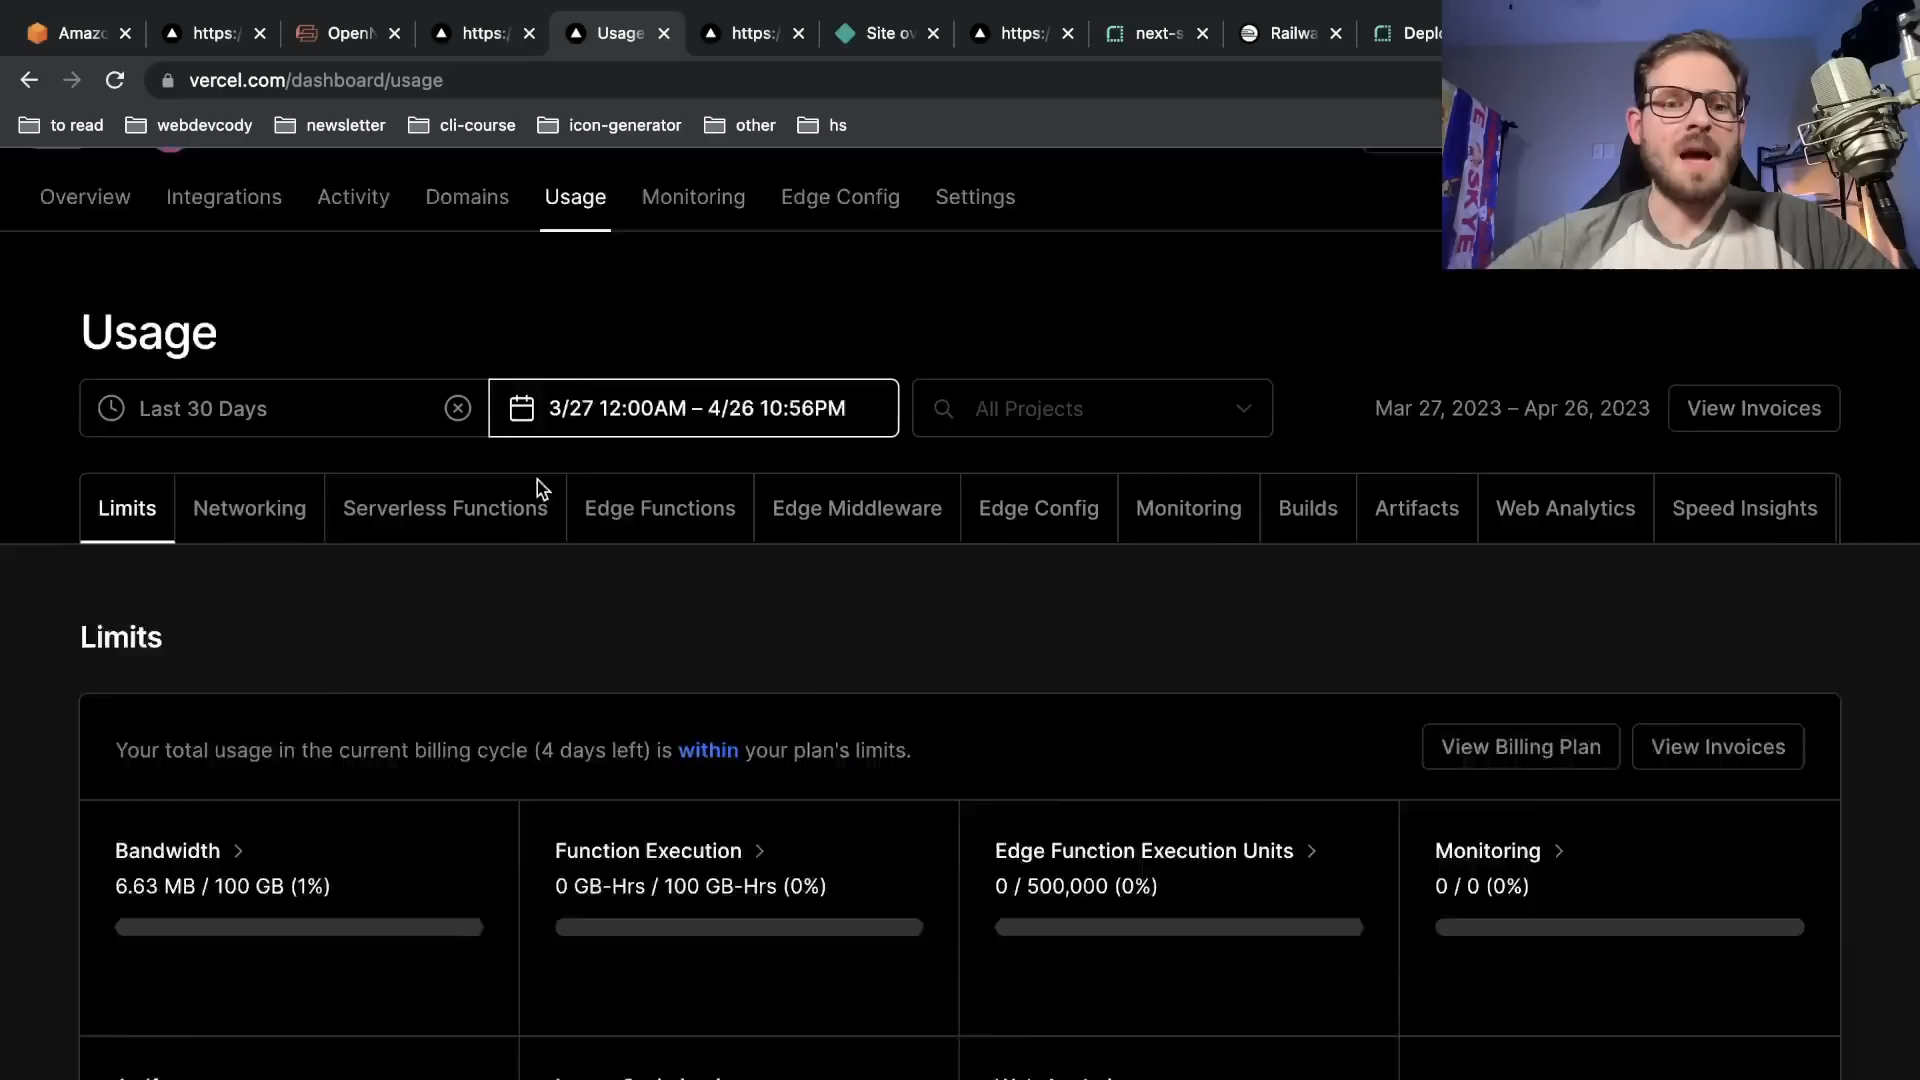 Amazo
https:/
OpenN
https:/
Usage
https:/
Site ov
https:/
next-s
Railwa
Deplo
vercel.com/dashboard/usage
to read
webdevcody
newsletter
cli-course
icon-generator
other
hs
SKYE
Overview
Integrations
Activity
Domains
Usage
Monitoring
Edge Config
Settings
Usage
Last 30 Days
3/27 12:00AM – 4/26 10:56PM
All Projects
Mar 27, 2023 – Apr 26, 2023
View Invoices
Limits
Networking
Serverless Functions
Edge Functions
Edge Middleware
Edge Config
Monitoring
Builds
Artifacts
Web Analytics
Speed Insights
Limits
Your total usage in the current billing cycle (4 days left) is within your plan's limits.
View Billing Plan
View Invoices
Bandwidth
6.63 MB / 100 GB (1%)
Function Execution
0 GB-Hrs / 100 GB-Hrs (0%)
Edge Function Execution Units
0 / 500,000 (0%)
Monitoring
0 / 0 (0%)